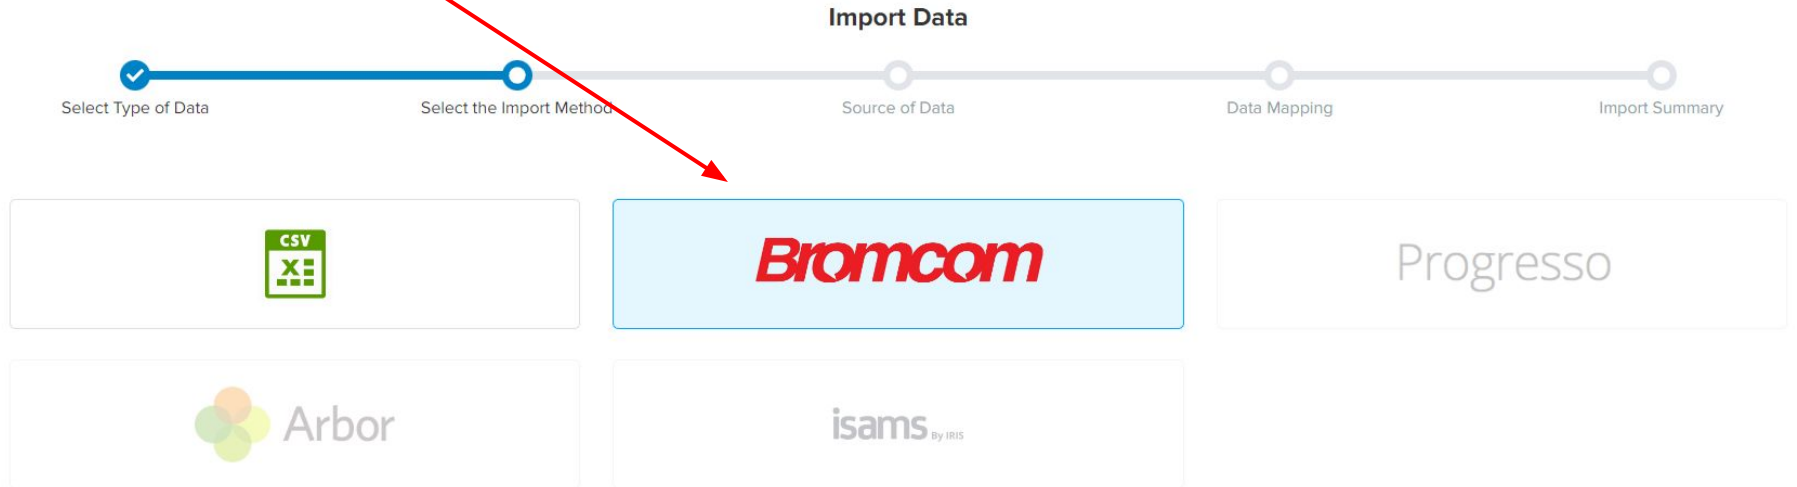 Import Data
Select Type of Data
Select the Import Method
Source of Data
Data Mapping
Import Summary
CSV
X
Bromcom
Progresso
Arbor
isams By IRIS